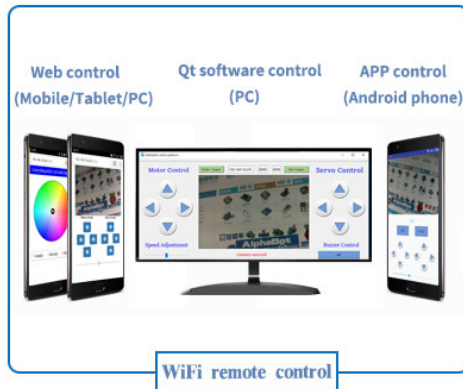 Web control
(Mobile/Tablet/PC)
Qt software control
(PC)
APP control
(Android phone)
Motor Control
Servo Control
AlphaBot
Speed Adjustment
Buzzer Control
WiFi remote control